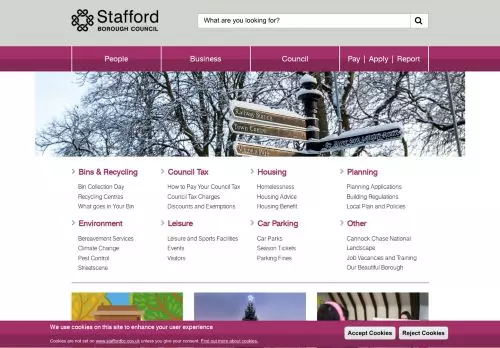 Stafford
BOROUGH COUNCIL
What are you looking for?
People
Business
Council
Pay | Apply | Report
Railway Station
Town Centre
Bins & Recycling
Bin Collection Day
Recycling Centres
What goes in Your Bin
Council Tax
How to Pay Your Council Tax
Council Tax Charges
Discounts and Exemptions
Housing
Homelessness
Housing Advice
Housing Benefit
Planning
Planning Applications
Building Regulations
Local Plan and Policies
Environment
Bereavement Services
Climate Change
Pest Control
Streetscene
Leisure
Leisure and Sports Facilities
Events
Visitors
Car Parking
Car Parks
Season Tickets
Parking Fines
Other
Cannock Chase National
Landscape
Job Vacancies and Training
Our Beautiful Borough
We use cookies on this site to enhance your user experience
Cookies are not set on www.staffordbc.gov.uk unless you give your consent. Find out more about cookies.
Accept Cookies
Reject Cookies